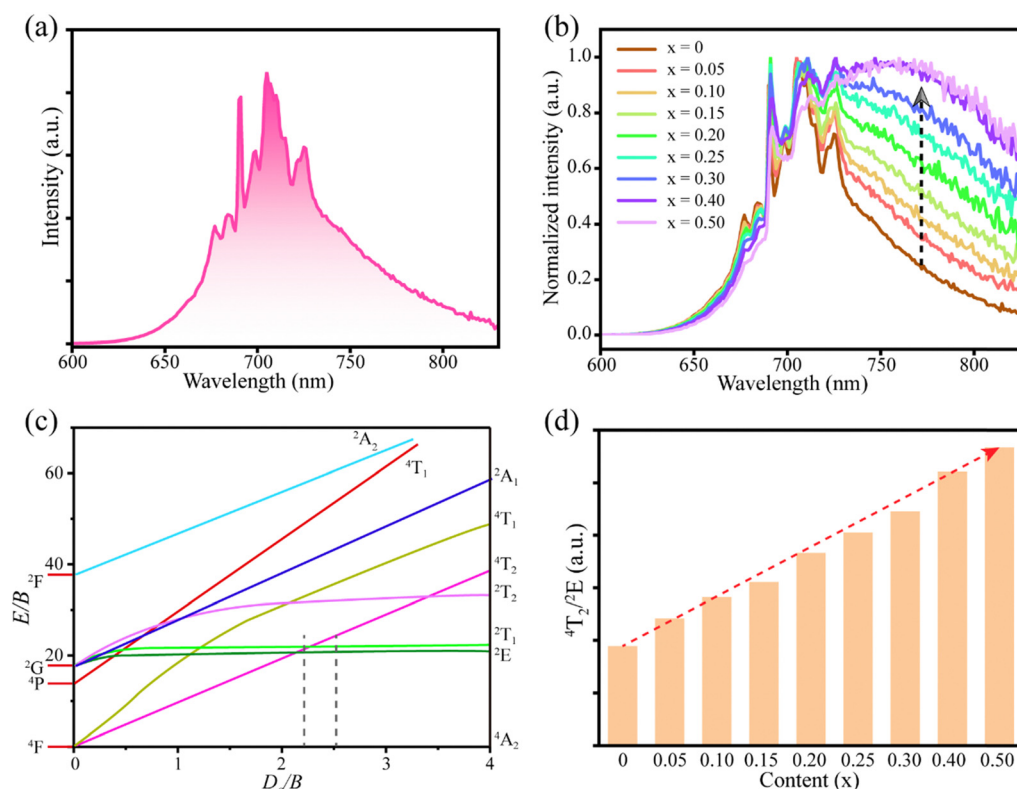 (a)
Intensity (a.u.)
600 650 700 750 800
Wavelength (nm)
(b)
Normalized intensity (a.u.)
1.0
0.8
0.6
0.4
0.2
0.0
x = 0
x = 0.05
x = 0.10
x = 0.15
x = 0.20
x = 0.25
x = 0.30
x = 0.40
x = 0.50
600 650 700 750 800
Wavelength (nm)
(c)
E/B
60
40
20
²F
²G
⁴P
⁴F
²A₂
⁴T₁
²A₁
⁴T₁
⁴T₂
²T₂
²T₁
²E
⁴A₂
0 1 2 3 4
(d)
⁴T₂/²E (a.u.)
0 0.05 0.10 0.15 0.20 0.25 0.30 0.40 0.50
Content (x)